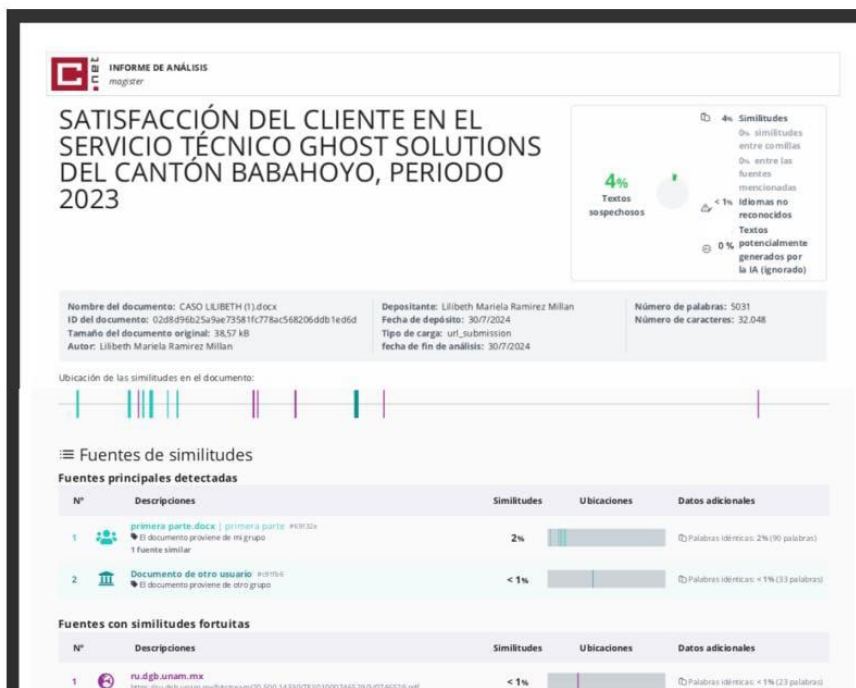 C.net
INFORME DE ANÁLISIS
magister
SATISFACCIÓN DEL CLIENTE EN EL
SERVICIO TÉCNICO GHOST SOLUTIONS
DEL CANTÓN BABAHOYO, PERIODO
2023
4%
Textos
sospechosos
4% Similitudes
0% similitudes
entre comillas
0% entre las
fuentes
mencionadas
< 1% Idiomas no
reconocidos
0 % Textos
potencialmente
generados por
la IA (ignorado)
Nombre del documento: CASO LILIBETH (1).docx
ID del documento: 02d8d96b25a9ae73581fc778ac568206ddb1ed6d
Tamaño del documento original: 38,57 kB
Autor: Lilibeth Mariela Ramirez Millan
Depositante: Lilibeth Mariela Ramirez Millan
Fecha de depósito: 30/7/2024
Tipo de carga: url_submission
fecha de fin de análisis: 30/7/2024
Número de palabras: 5031
Número de caracteres: 32.048
Ubicación de las similitudes en el documento:
Fuentes de similitudes
Fuentes principales detectadas
N° Descripciones Similitudes Ubicaciones Datos adicionales
1 primera parte.docx | primera parte
El documento proviene de mi grupo
1 fuente similar
2% Palabras idénticas: 2% (90 palabras)
2 Documento de otro usuario
El documento proviene de otro grupo
< 1% Palabras idénticas: < 1% (33 palabras)
Fuentes con similitudes fortuitas
N° Descripciones Similitudes Ubicaciones Datos adicionales
1 ru.dgb.unam.mx
< 1% Palabras idénticas: < 1% (23 palabras)